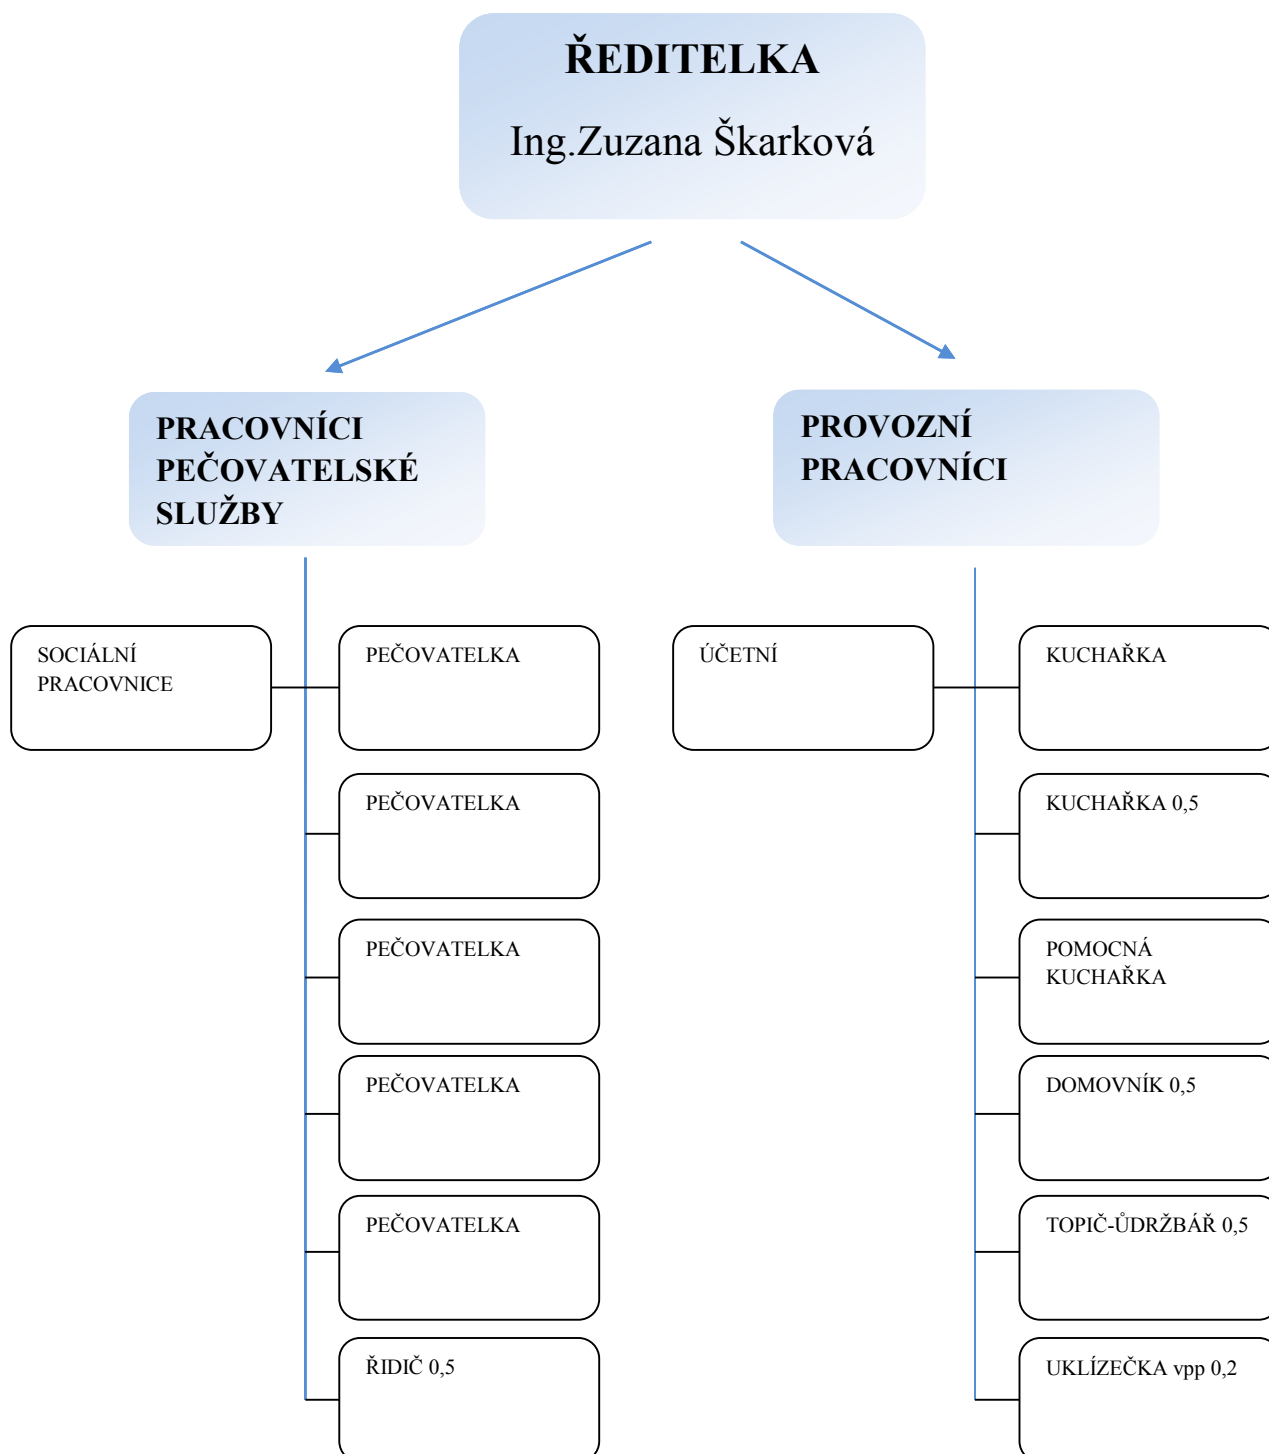 ŘEDITELKA
Ing.Zuzana Škarková
PRACOVNÍCI
PEČOVATELSKÉ
SLUŽBY
PROVOZNÍ
PRACOVNÍCI
SOCIÁLNÍ
PRACOVNICE
PEČOVATELKA
PEČOVATELKA
PEČOVATELKA
PEČOVATELKA
PEČOVATELKA
ŘIDIČ 0,5
ÚČETNÍ
KUCHAŘKA
KUCHAŘKA 0,5
POMOCNÁ
KUCHAŘKA
DOMOVNÍK 0,5
TOPIČ-ŮDRŽBÁŘ 0,5
UKLÍZEČKA vpp 0,2